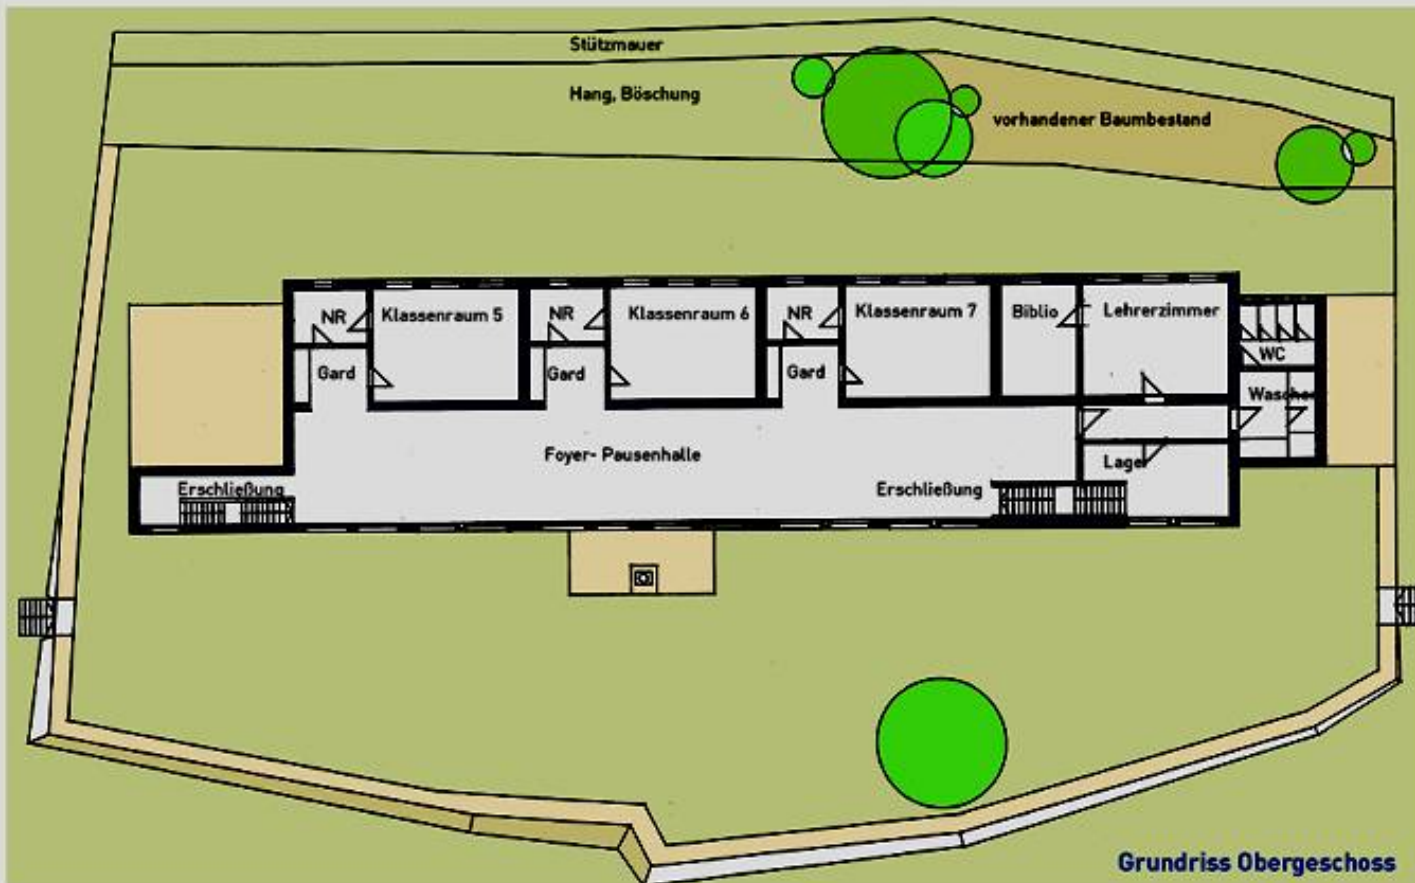 Stützmauer
Hang, Böschung
vorhandener Baumbestand
NR
Klassenraum 5
NR
Klassenraum 6
NR
Klassenraum 7
Biblio
Lehrerzimmer
WC
Gard
Gard
Gard
Foyer- Pausenhalle
Lager
Erschließung
Erschließung
Grundriss Obergeschoss